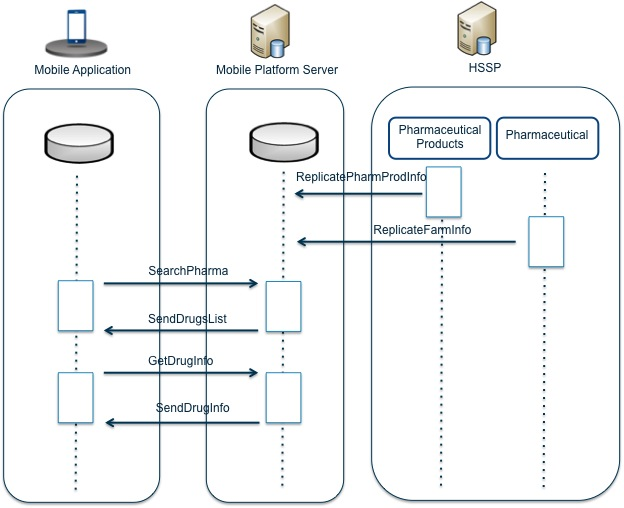 Mobile Application
Mobile Platform Server
HSSP
Pharmaceutical
Products
Pharmaceutical
ReplicatePharmProdInfo
ReplicateFarmInfo
SearchPharma
SendDrugsList
GetDrugInfo
SendDrugInfo